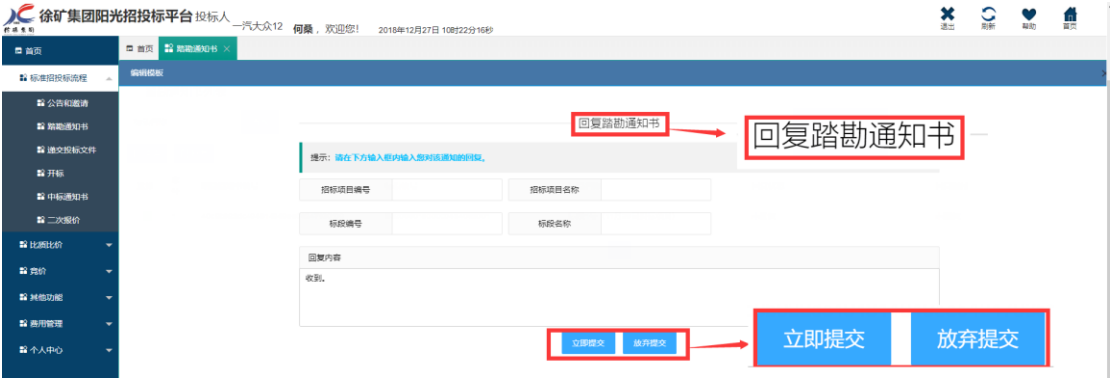 徐矿集团阳光招投标平台 投标人 一汽大众12 何燊，欢迎您! 2018年12月27日 10时22分16秒
退出 刷新 帮助 首页
首页
首页 踏勘通知书 ×
标准招投标流程
编辑模板
公告和邀请
踏勘通知书
递交投标文件
开标
中标通知书
二次报价
比质比价
竞价
其他功能
费用管理
个人中心
回复踏勘通知书
回复踏勘通知书
提示: 请在下方输入框内输入您对该通知的回复。
招标项目编号 招标项目名称
标段编号 标段名称
回复内容
收到。
立即提交 放弃提交
立即提交 放弃提交